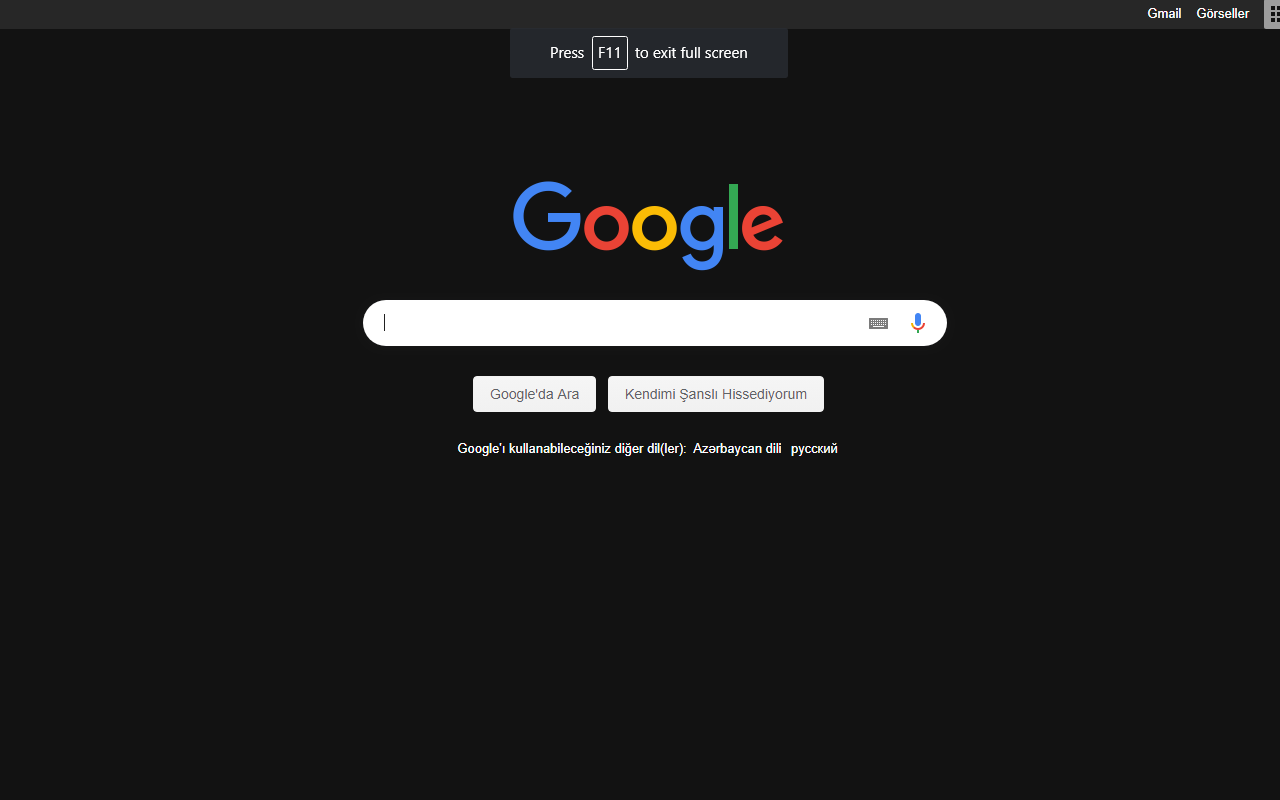 Gmail Görseller
Press F11 to exit full screen
Google
Google'da Ara Kendimi Şanslı Hissediyorum
Google'ı kullanabileceğiniz diğer dil(ler): Azərbaycan dili русский